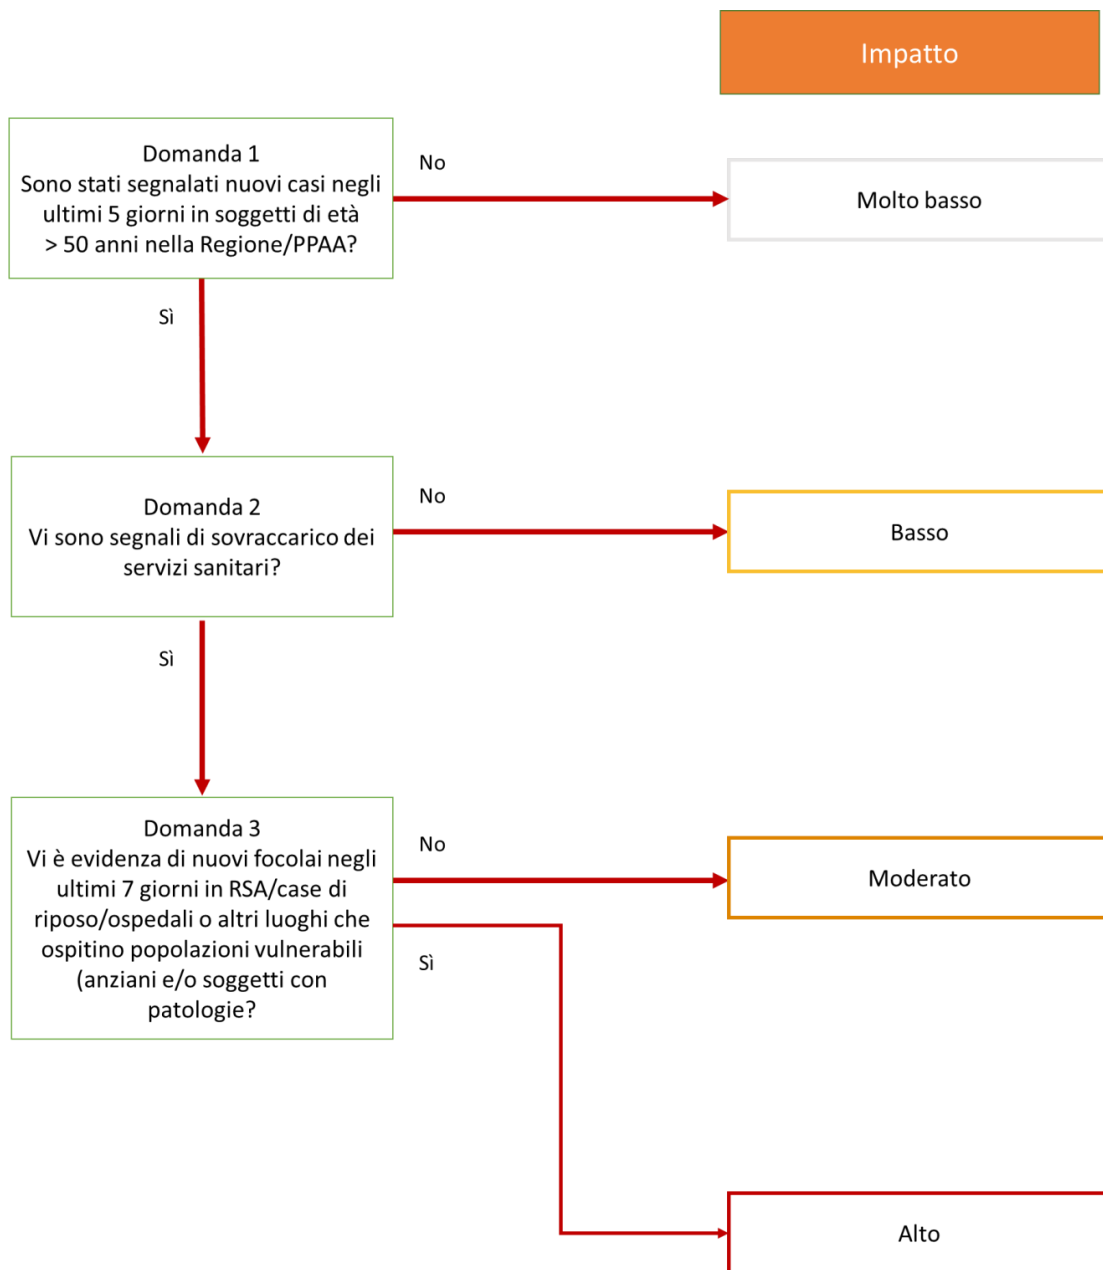 Impatto
Domanda 1
Sono stati segnalati nuovi casi negli
ultimi 5 giorni in soggetti di età
> 50 anni nella Regione/PPAA?
No
Molto basso
Sì
Domanda 2
Vi sono segnali di sovraccarico dei
servizi sanitari?
No
Basso
Sì
Domanda 3
Vi è evidenza di nuovi focolai negli
ultimi 7 giorni in RSA/case di
riposo/ospedali o altri luoghi che
ospitino popolazioni vulnerabili
(anziani e/o soggetti con
patologie?
No
Moderato
Sì
Alto